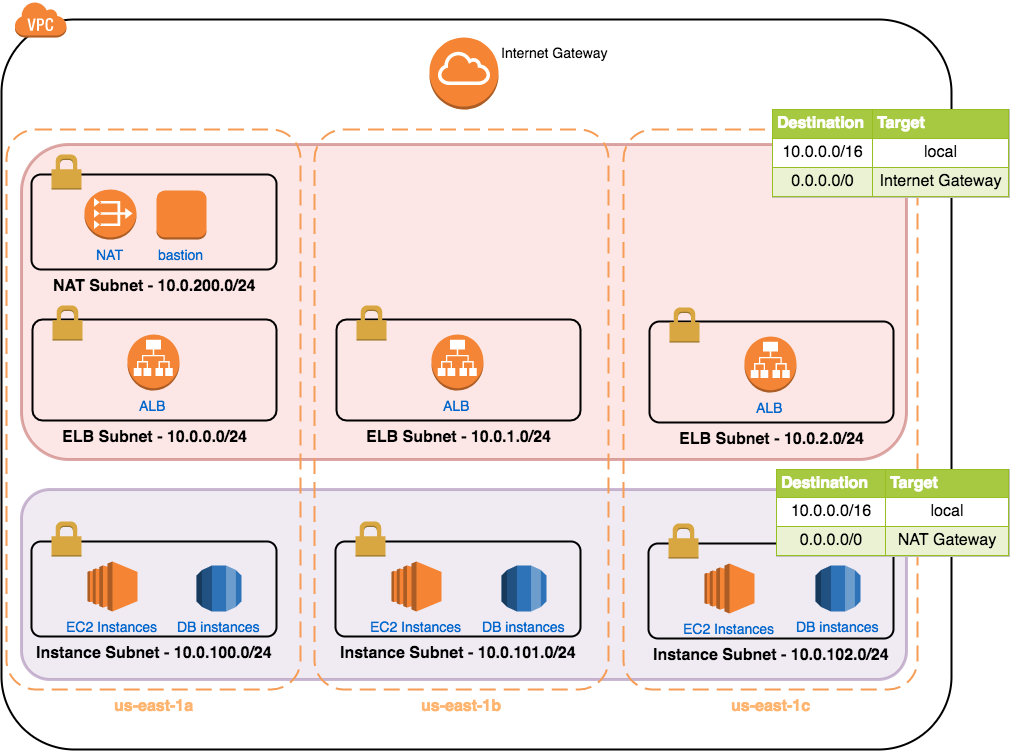 VPC
Internet Gateway
Destination Target
10.0.0.0/16 local
0.0.0.0/0 Internet Gateway
NAT bastion
NAT Subnet - 10.0.200.0/24
ALB ALB ALB
ELB Subnet - 10.0.0.0/24 ELB Subnet - 10.0.1.0/24 ELB Subnet - 10.0.2.0/24
Destination Target
10.0.0.0/16 local
0.0.0.0/0 NAT Gateway
EC2 Instances DB instances EC2 Instances DB instances EC2 Instances DB instances
Instance Subnet - 10.0.100.0/24 Instance Subnet - 10.0.101.0/24 Instance Subnet - 10.0.102.0/24
us-east-1a us-east-1b us-east-1c